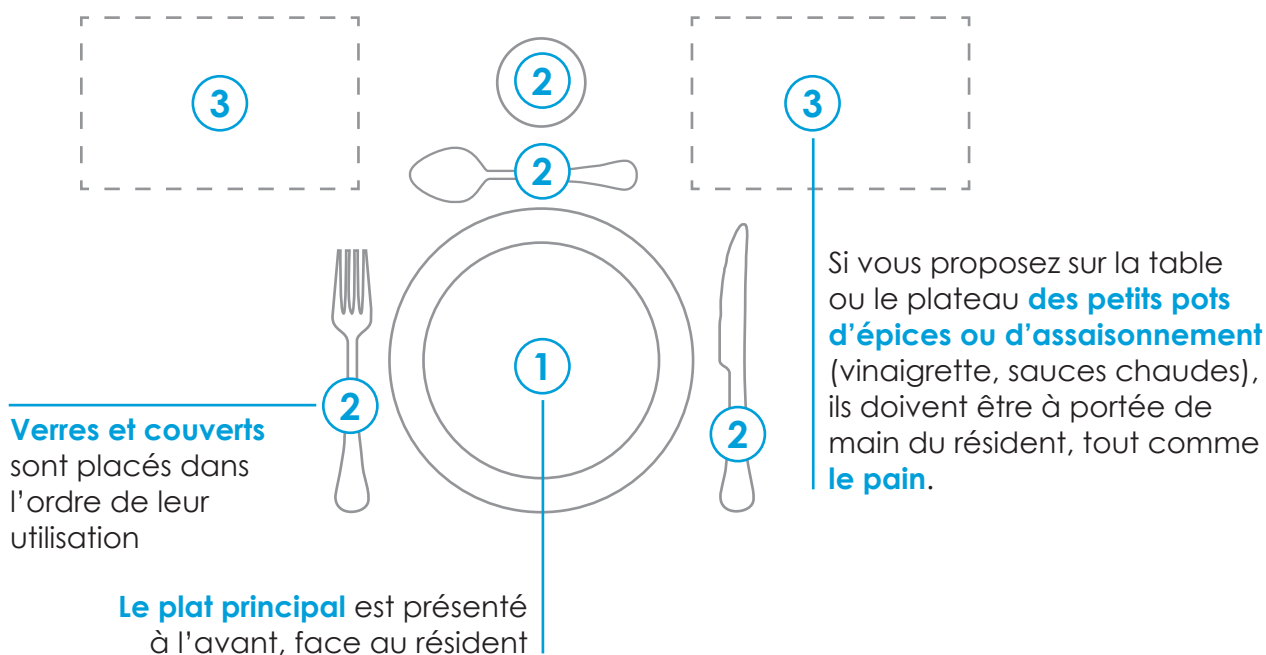 3
2
3
2
1
2
2
Si vous proposez sur la table
ou le plateau des petits pots
d’épices ou d’assaisonnement
(vinaigrette, sauces chaudes),
ils doivent être à portée de
main du résident, tout comme
le pain.
Verres et couverts
sont placés dans
l’ordre de leur
utilisation
Le plat principal est présenté
à l’avant, face au résident